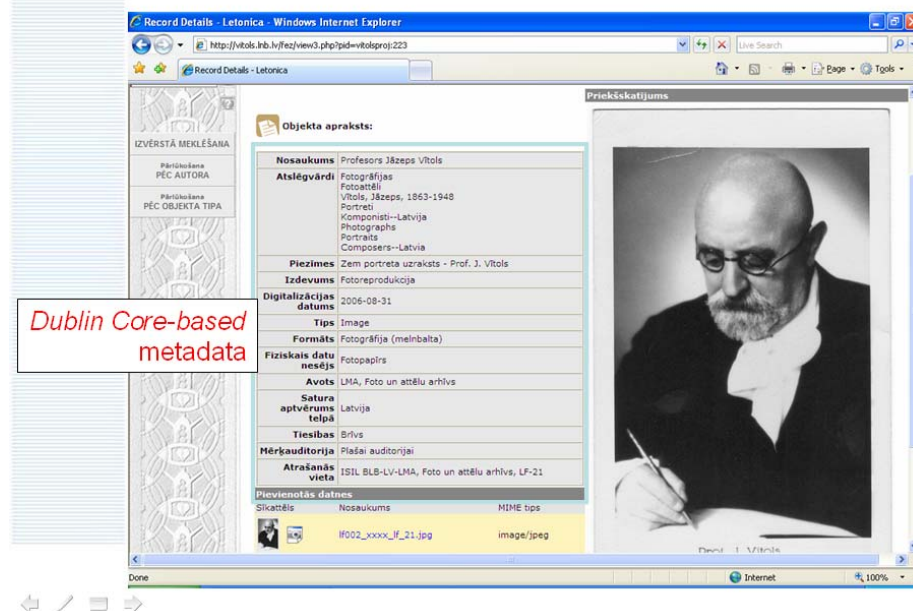 Record Details - Letonica - Windows Internet Explorer
http://vitols.lnb.lv/fez/view3.php?pid=vitolsproj:223
Live Search
Record Details - Letonica
Page
Tools
IZVĒRSTĀ MEKLĒŠANA
Pārlūkošana
PĒC AUTORA
Pārlūkošana
PĒC OBJEKTA TIPA
Dublin Core-based
metadata
Objekta apraksts:
Nosaukums Profesors Jāzeps Vītols
Atslēgvārdi Fotogrāfijas
Fotoattēli
Vītols, Jāzeps, 1863-1948
Portreti
Komponisti--Latvija
Photographs
Portraits
Composers--Latvia
Piezīmes Zem portreta uzraksts - Prof. J. Vītols
Izdevums Fotoreprodukcija
Digitalizācijas
datums 2006-08-31
Tips Image
Formāts Fotogrāfija (melnbalta)
Fiziskais datu
nesējs Fotopapīrs
Avots LMA, Foto un attēlu arhīvs
Satura
aptvērums
telpā Latvija
Tiesības Brīvs
Mērķauditorija Plašai auditorijai
Atrašanās
vieta ISIL BLB-LV-LMA, Foto un attēlu arhīvs, LF-21
Pievienotās datnes
Sīkattēls Nosaukums MIME tips
lf002_xxxx_lf_21.jpg image/jpeg
Priekšskatījums
Prof. J. Vītols
Done
Internet
100%